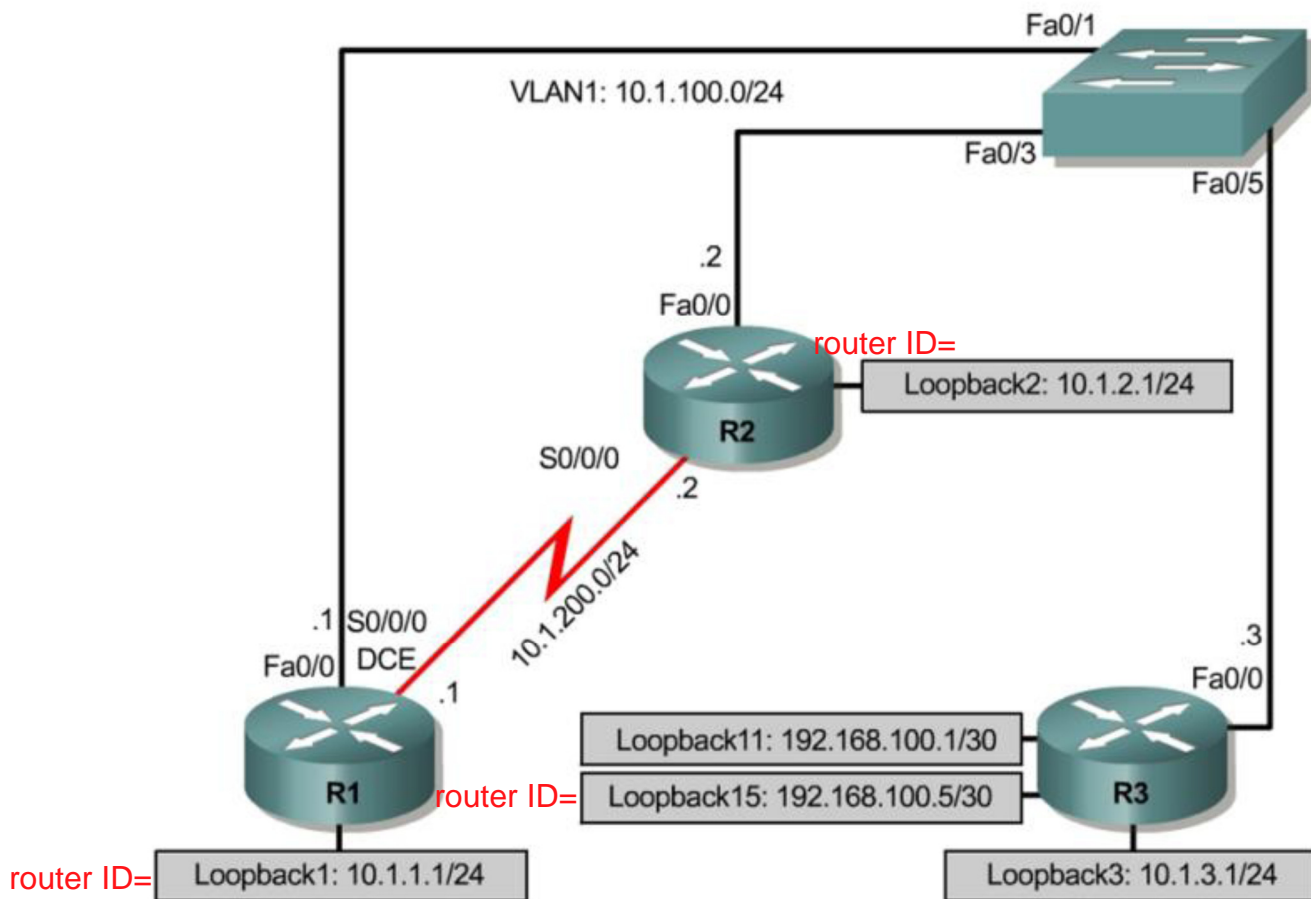 Fa0/1
VLAN1: 10.1.100.0/24
Fa0/3
Fa0/5
.2
Fa0/0
router ID=
Loopback2: 10.1.2.1/24
R2
S0/0/0
.2
10.1.200.0/24
.1
S0/0/0
Fa0/0
DCE
.1
.3
Fa0/0
Loopback11: 192.168.100.1/30
R1
router ID=
Loopback15: 192.168.100.5/30
R3
router ID=
Loopback1: 10.1.1.1/24
Loopback3: 10.1.3.1/24